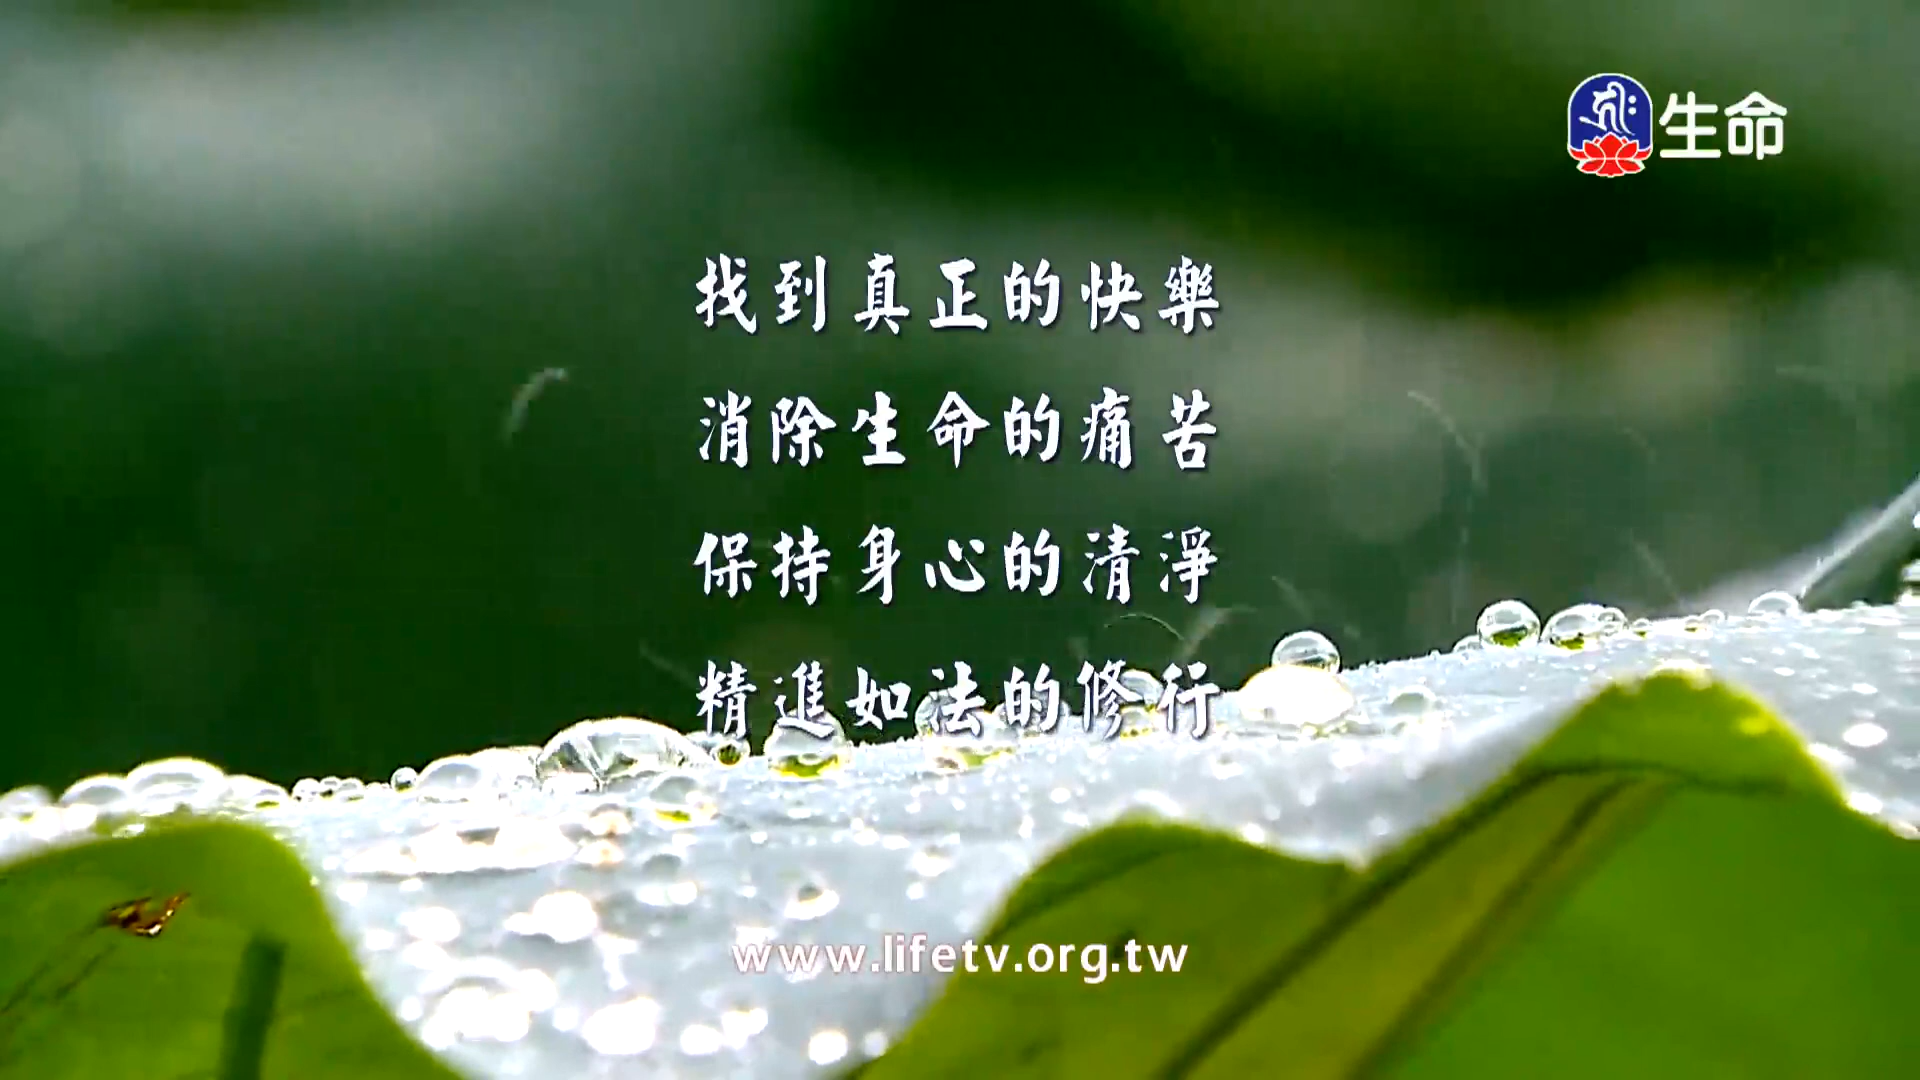 生命
找到真正的快樂
消除生命的痛苦
保持身心的清淨
精進如法的修行
www.lifetv.org.tw